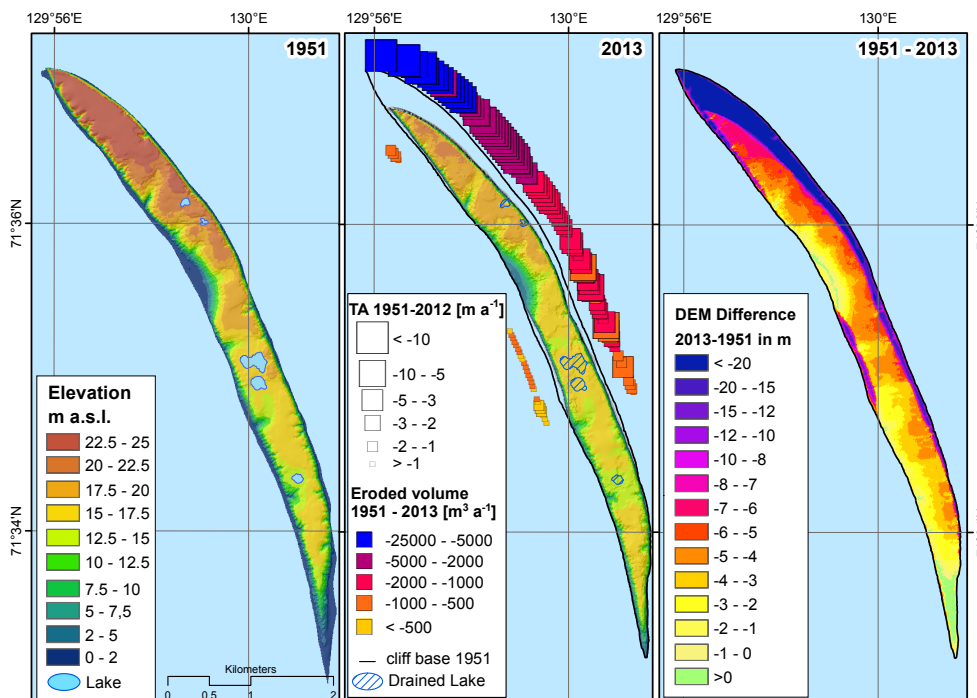 129°56'E
130°E
129°56'E
130°E
130°E
1951
2013
1951 - 2013
71°36'N
71°34'N
Elevation
m a.s.l.
22.5 - 25
20 - 22.5
17.5 - 20
15 - 17.5
12.5 - 15
10 - 12.5
7.5 - 10
5 - 7,5
2 - 5
0 - 2
Lake
Kilometers
0 0.5 1 2
TA 1951-2012 [m a⁻¹]
< -10
-10 - -5
-5 - -3
-3 - -2
-2 - -1
> -1
Eroded volume
1951 - 2013 [m³ a⁻¹]
-25000 - -5000
-5000 - -2000
-2000 - -1000
-1000 - -500
< -500
cliff base 1951
Drained Lake
DEM Difference
2013-1951 in m
< -20
-20 - -15
-15 - -12
-12 - -10
-10 - -8
-8 - -7
-7 - -6
-6 - -5
-5 - -4
-4 - -3
-3 - -2
-2 - -1
-1 - 0
>0